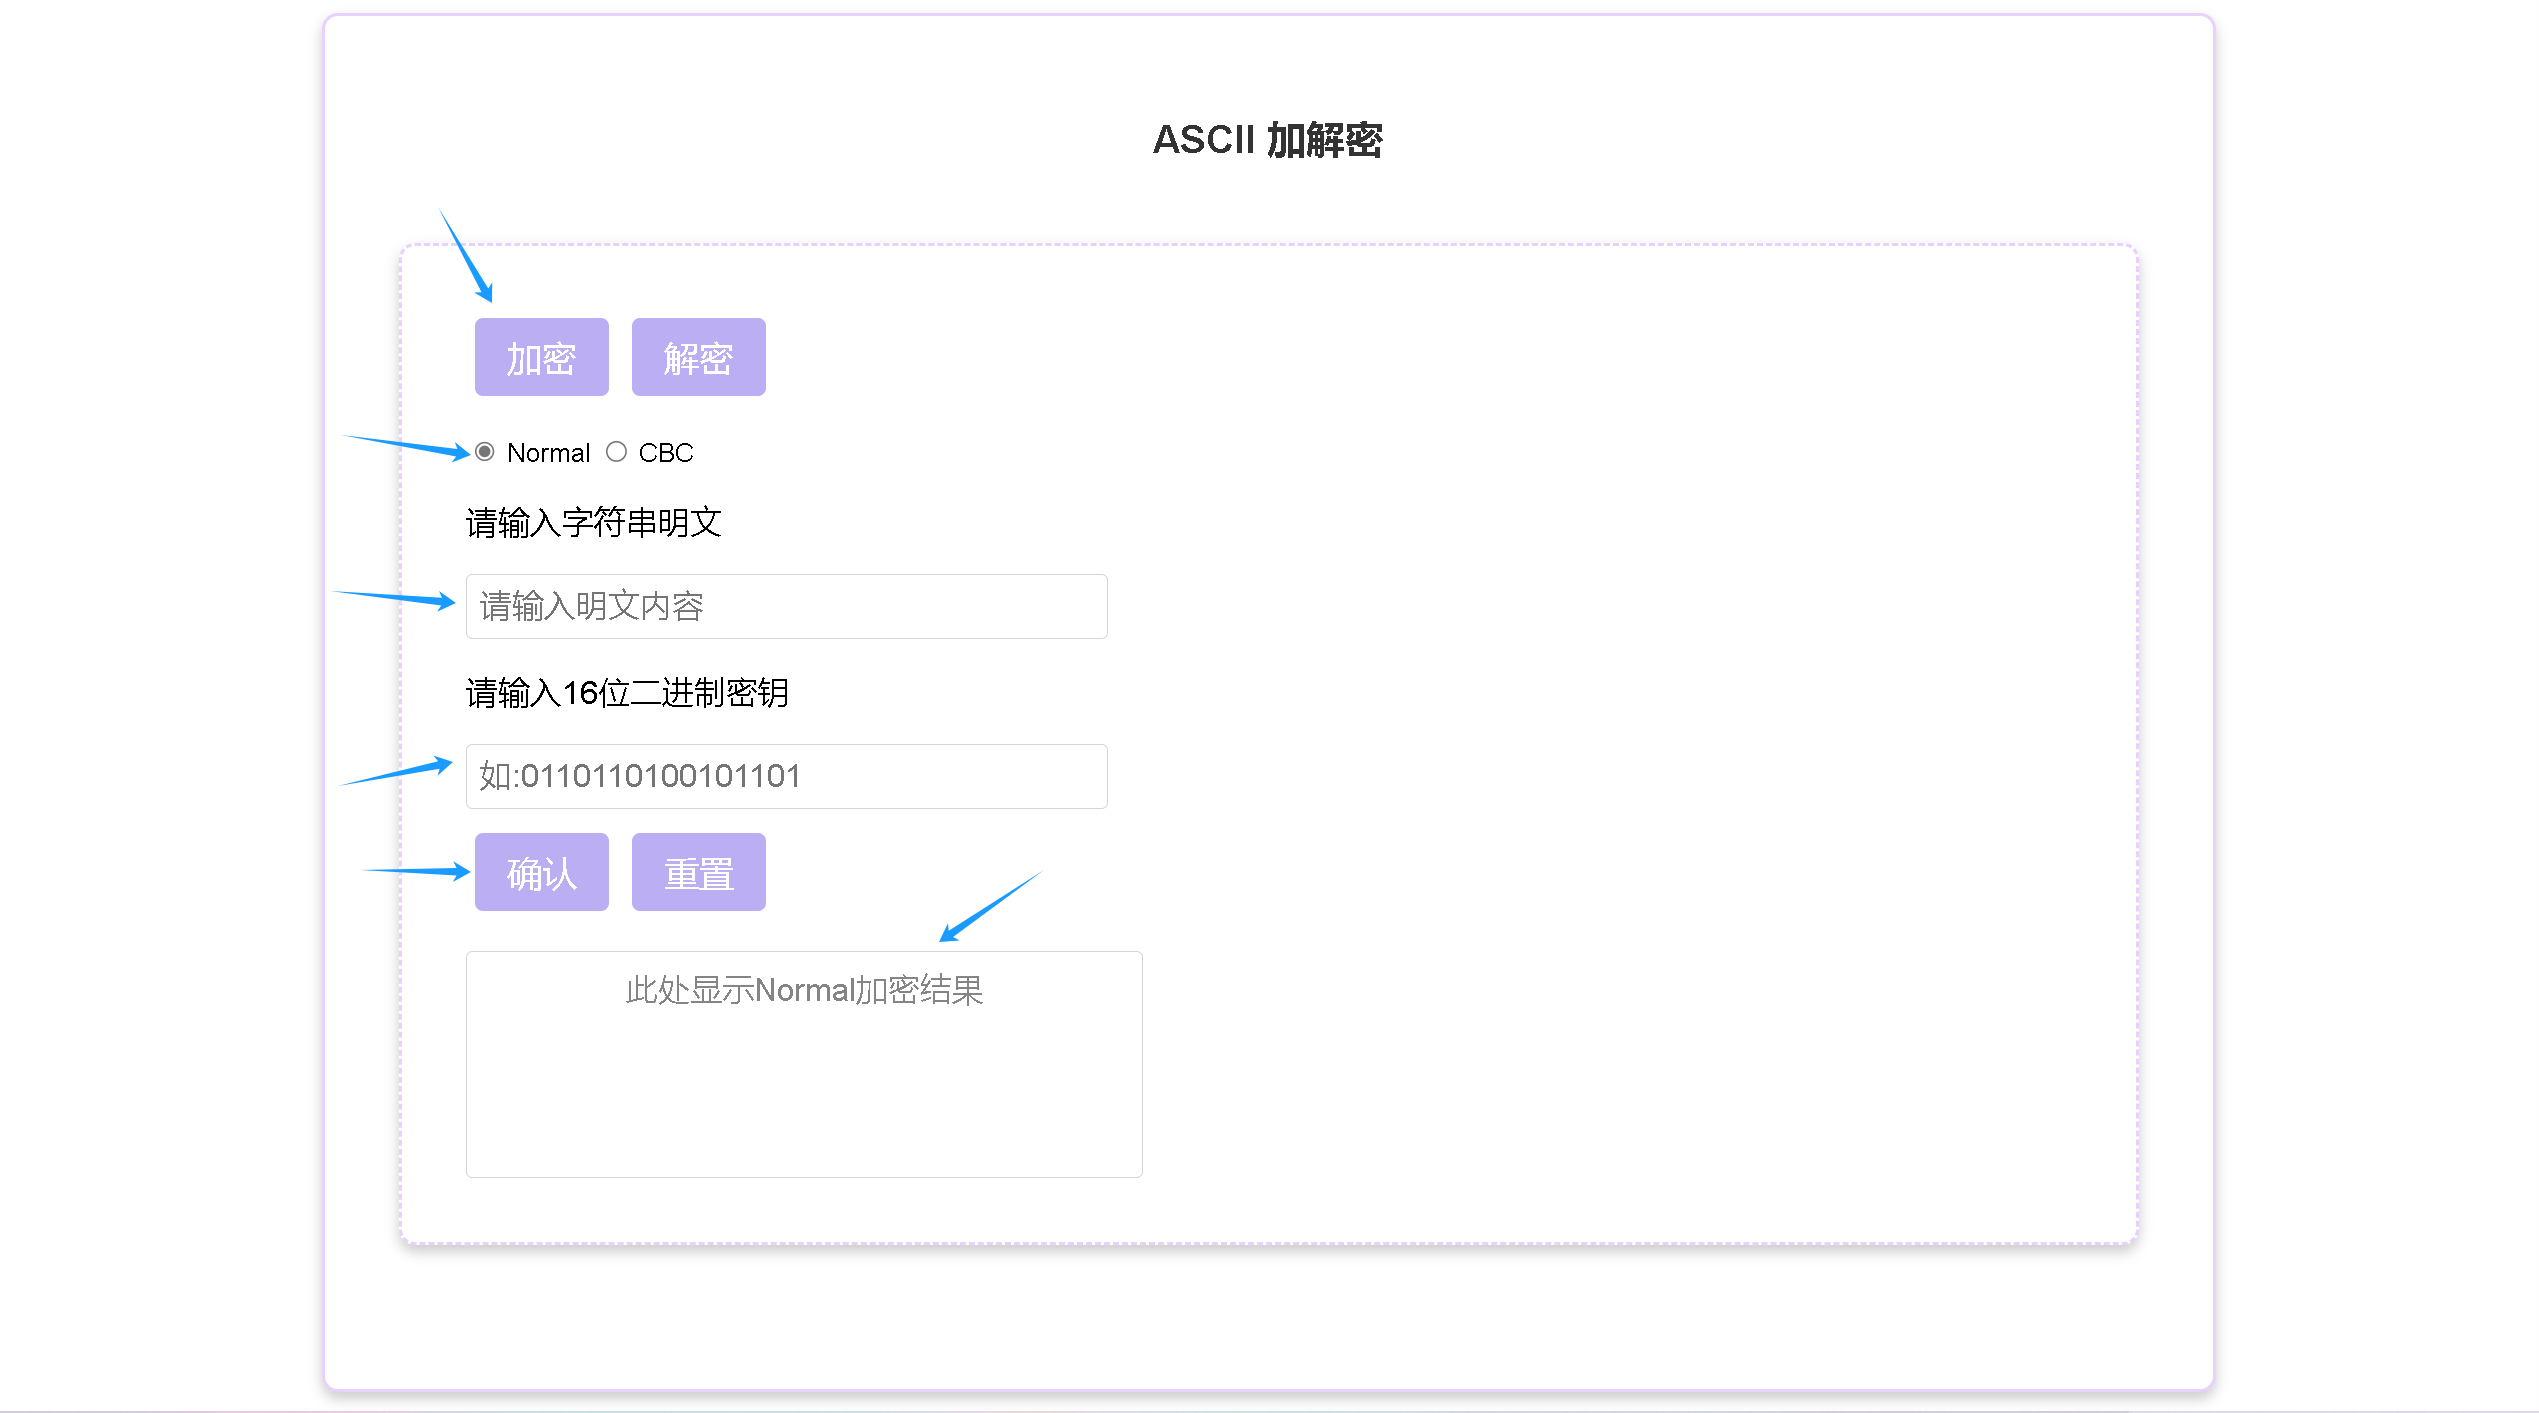 ASCII 加解密
加密 解密
Normal CBC
请输入字符串明文
请输入明文内容
请输入16位二进制密钥
如:0110110100101101
确认 重置
此处显示Normal加密结果